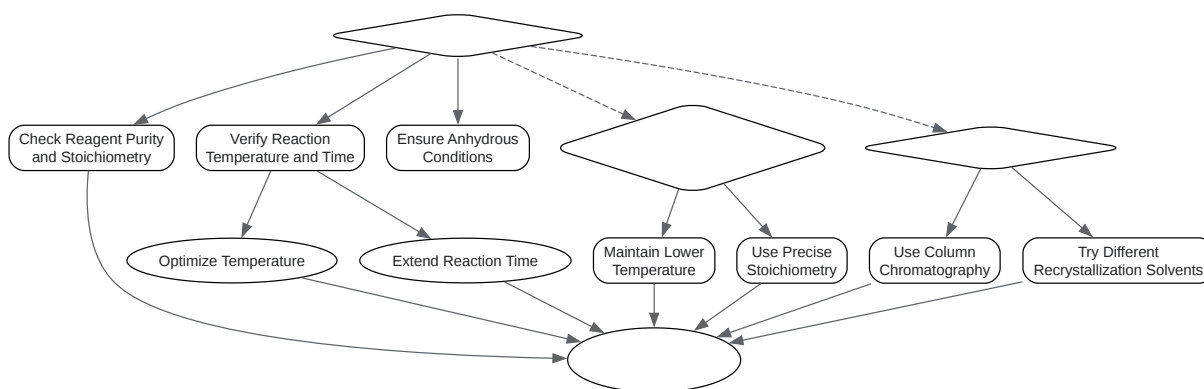 Check Reagent Purity
and Stoichiometry
Verify Reaction
Temperature and Time
Ensure Anhydrous
Conditions
Optimize Temperature
Extend Reaction Time
Maintain Lower
Temperature
Use Precise
Stoichiometry
Use Column
Chromatography
Try Different
Recrystallization Solvents